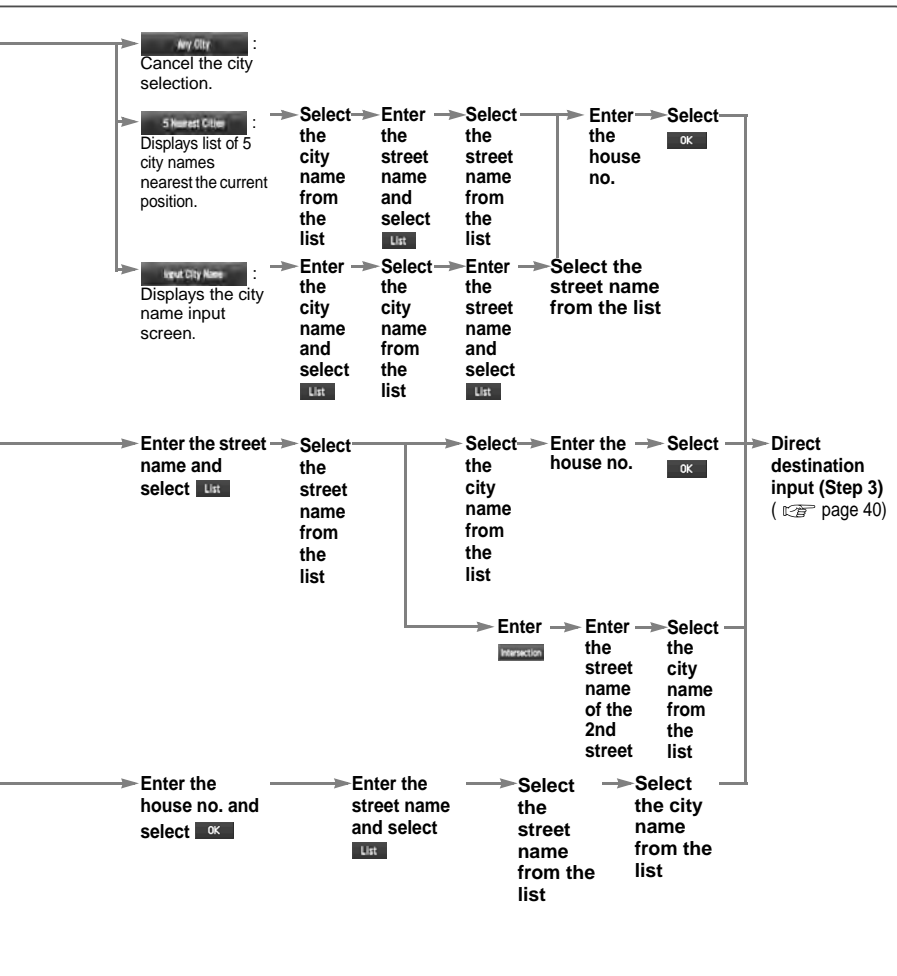 Any City :
Cancel the city
selection.
5 Nearest Cities :
Displays list of 5
city names
nearest the current
position.
Select
the
city
name
from
the
list
Enter
the
street
name
and
select
List
Select
the
street
name
from
the
list
Enter
the
house
no.
Select
OK
Input City Name :
Displays the city
name input
screen.
Enter
the
city
name
and
select
List
Select
the
city
name
from
the
list
Enter
the
street
name
and
select
List
Select the
street name
from the list
Enter the street
name and
select List
Select
the
street
name
from
the
list
Select
the
city
name
from
the
list
Enter the
house no.
Select
OK
Direct
destination
input (Step 3)
( page 40)
Enter
Intersection
Enter
the
street
name
of the
2nd
street
Select
the
city
name
from
the
list
Enter the
house no. and
select OK
Enter the
street name
and select
List
Select
the
street
name
from the
list
Select
the city
name
from the
list